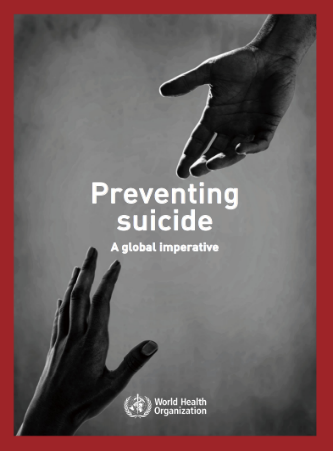 Preventing
suicide
A global imperative
World Health
Organization